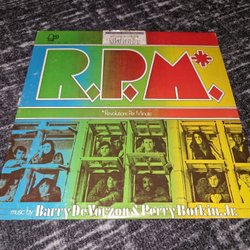 R.P.M.*
*Revolutions Per Minute
music by Barry De Vorzon & Perry Botkin, Jr.